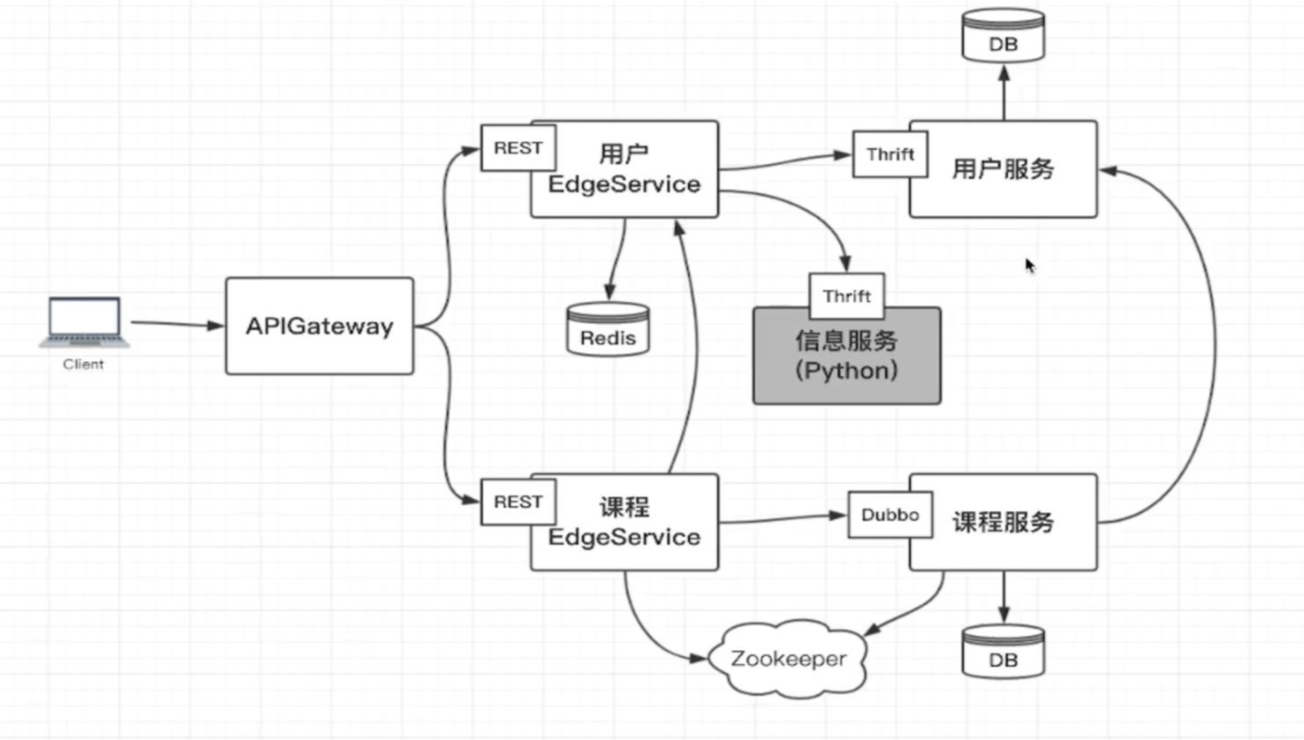 DB
REST
用户
EdgeService
Thrift
用户服务
Client
APIGateway
Redis
Thrift
信息服务
（Python）
REST
课程
EdgeService
Dubbo
课程服务
Zookeeper
DB